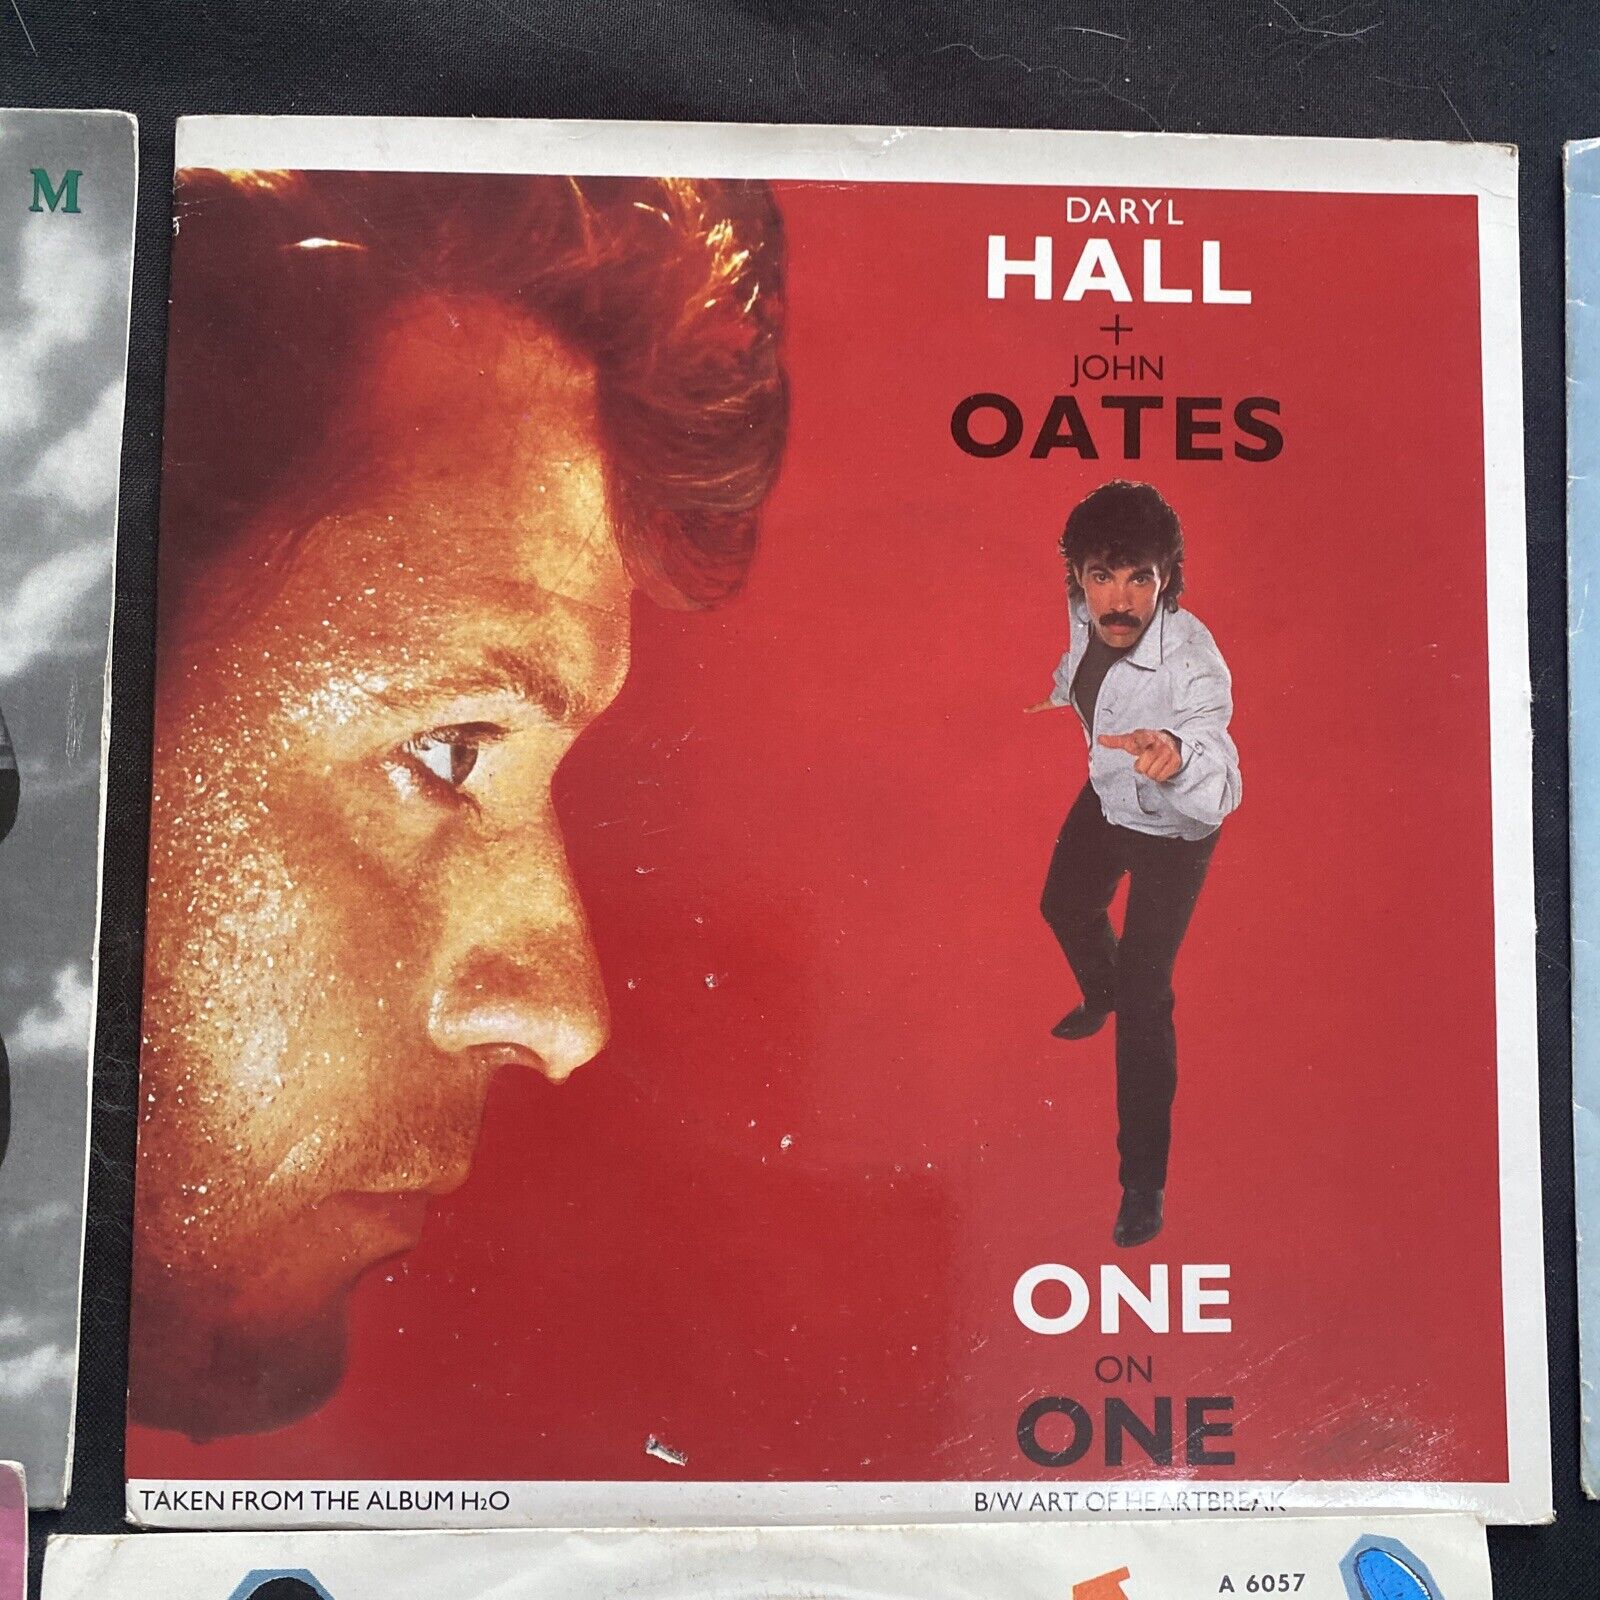 M
DARYL
HALL
+
JOHN
OATES
ONE
ON
ONE
TAKEN FROM THE ALBUM H₂O
B/W ART OF HEARTBREAK
A 6057